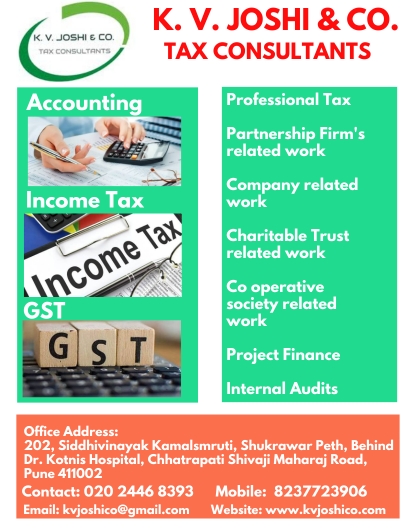 K. V. JOSHI & CO.
TAX CONSULTANTS
K. V. JOSHI & CO.
TAX CONSULTANTS
Accounting
Income Tax
Income Tax
GST
GST
Professional Tax
Partnership Firm's
related work
Company related
work
Charitable Trust
related work
Co operative
society related
work
Project Finance
Internal Audits
Office Address:
202, Siddhivinayak Kamalsmruti, Shukrawar Peth, Behind
Dr. Kotnis Hospital, Chhatrapati Shivaji Maharaj Road,
Pune 411002
Contact: 020 2446 8393 Mobile: 8237723906
Email: kvjoshico@gmail.com Website: www.kvjoshico.com